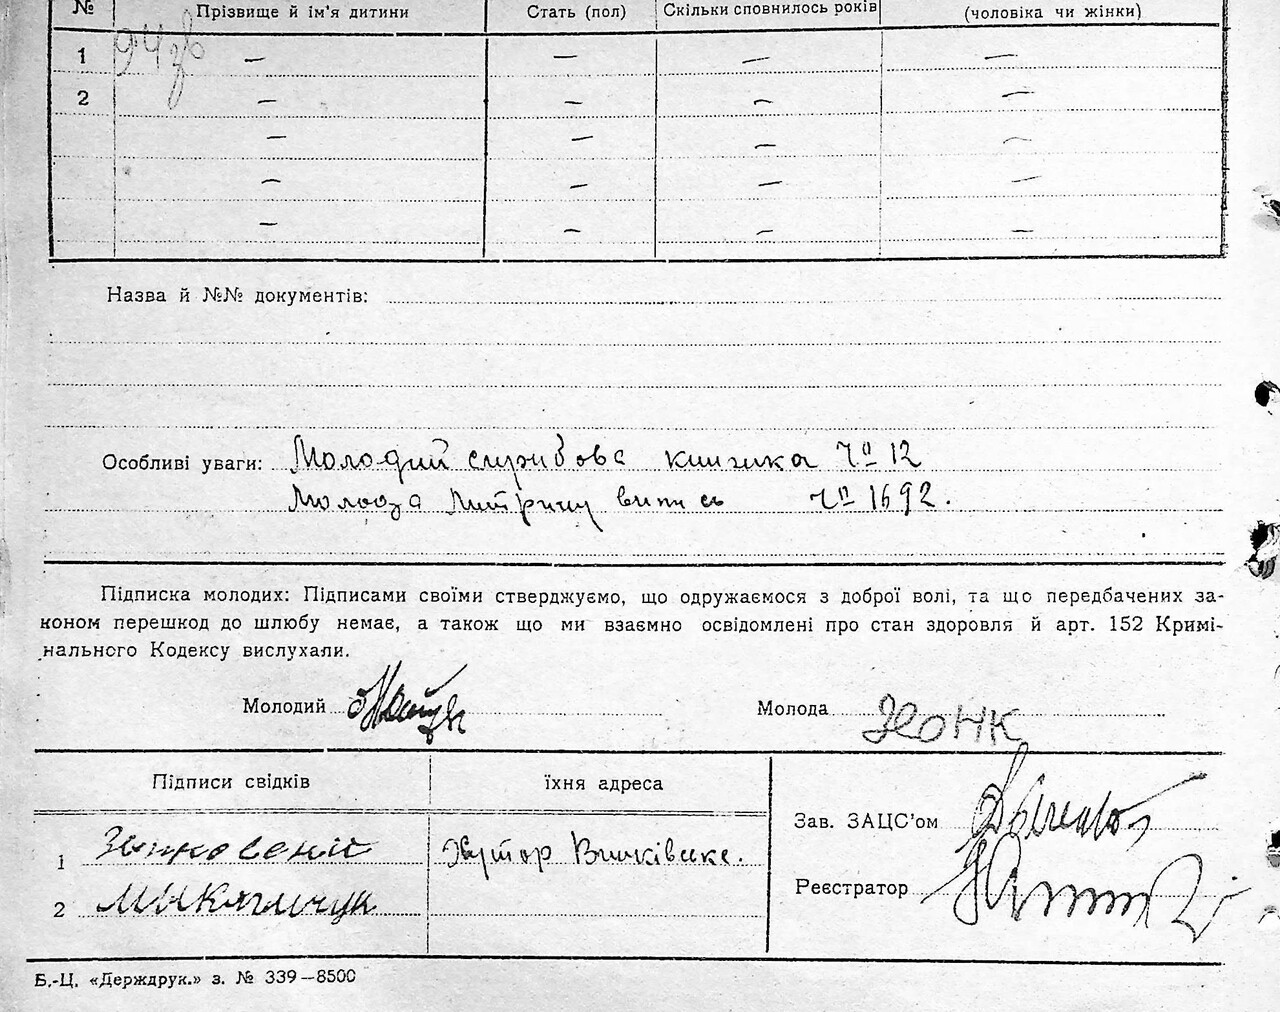 № Прізвище й ім'я дитини Стать (пол) Скільки сповнилось років (чоловіка чи жінки)
1 — — — —
2 — — — —
— — — —
— — — —
— — — —
Назва й №№ документів:
Особливі уваги: Молодий службова книжка № 12
Молода Метричну випись № 1692.
Підписка молодих: Підписами своїми стверджуємо, що одружаємося з доброї волі, та що передбачених за-
коном перешкод до шлюбу немає, а також що ми взаємно освідомлені про стан здоровля й арт. 152 Кримі-
нального Кодексу вислухали.
Молодий Молода
Підписи свідків їхня адреса
Зав. ЗАЦС'ом
1 Хутор
Реєстратор
2 Микитчук
Б.-Ц. «Держдрук.» з. № 339—8500